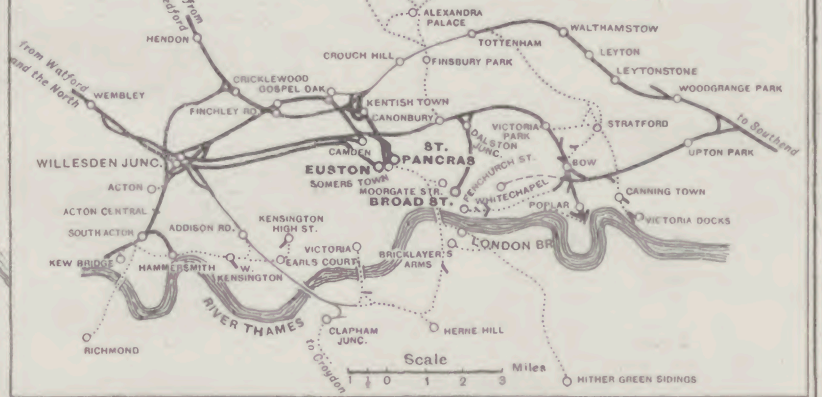 ALEXANDRA
PALACE
from
edford
HENDON
WALTHAMSTOW
TOTTENHAM
CROUCH HILL
FINSBURY PARK
LEYTON
LEYTONSTONE
from Watford
and the North
WEMBLEY
CRICKLEWOOD
GOSPEL OAK
WOODGRANGE PARK
FINCHLEY RD.
KENTISH TOWN
CANONBURY
VICTORIA
PARK
STRATFORD
to Southend
DALSTON
JUNC.
WILLESDEN JUNC.
CAMDEN
ST.
PANCRAS
UPTON PARK
EUSTON
SOMERS TOWN
FENCHURCH ST.
BOW
ACTON
MOORGATE STR.
WHITECHAPEL
BROAD ST.
CANNING TOWN
POPLAR
ACTON CENTRAL
KENSINGTON
HIGH ST.
VICTORIA DOCKS
SOUTH ACTON
ADDISON RD.
VICTORIA
LONDON BR.
KEW BRIDGE
HAMMERSMITH
W.
KENSINGTON
EARLS COURT
BRICKLAYERS
ARMS
RIVER THAMES
CLAPHAM
JUNC.
HERNE HILL
RICHMOND
to Croydon
Scale
Miles
1 ½ 0 1 2 3
HITHER GREEN SIDINGS